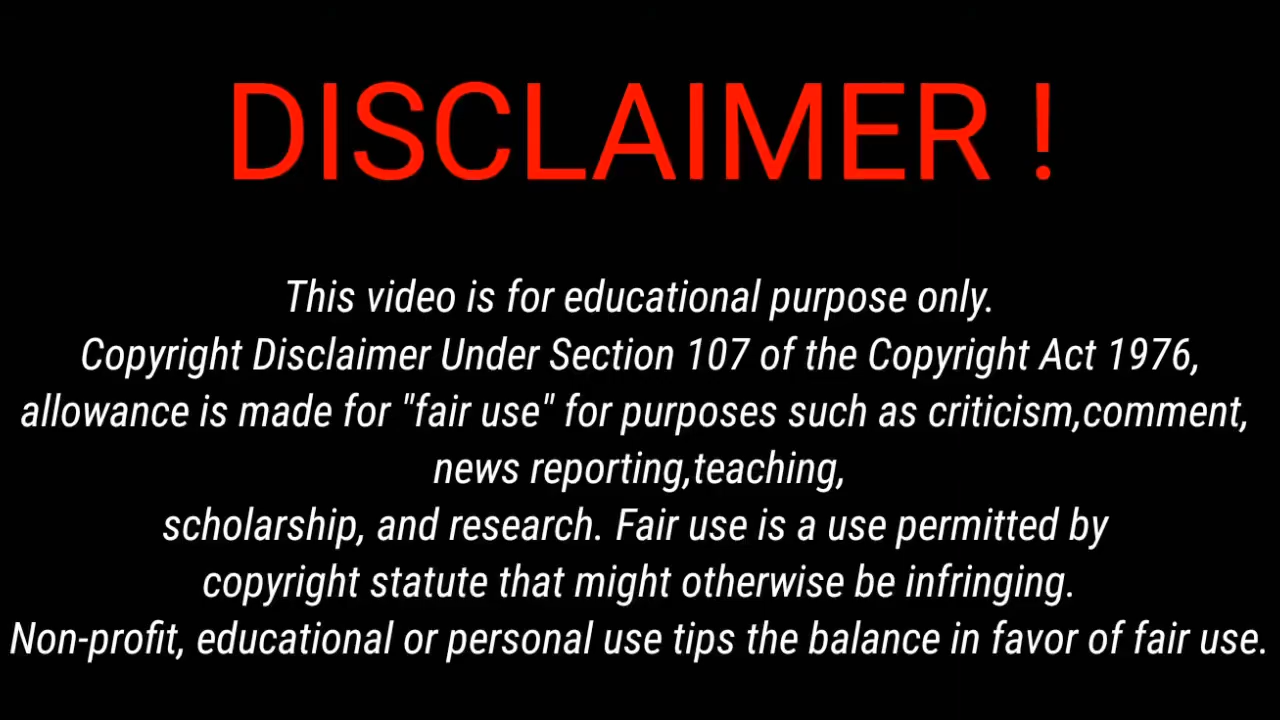 DISCLAIMER !
This video is for educational purpose only.
Copyright Disclaimer Under Section 107 of the Copyright Act 1976,
allowance is made for "fair use" for purposes such as criticism,comment,
news reporting,teaching,
scholarship, and research. Fair use is a use permitted by
copyright statute that might otherwise be infringing.
Non-profit, educational or personal use tips the balance in favor of fair use.